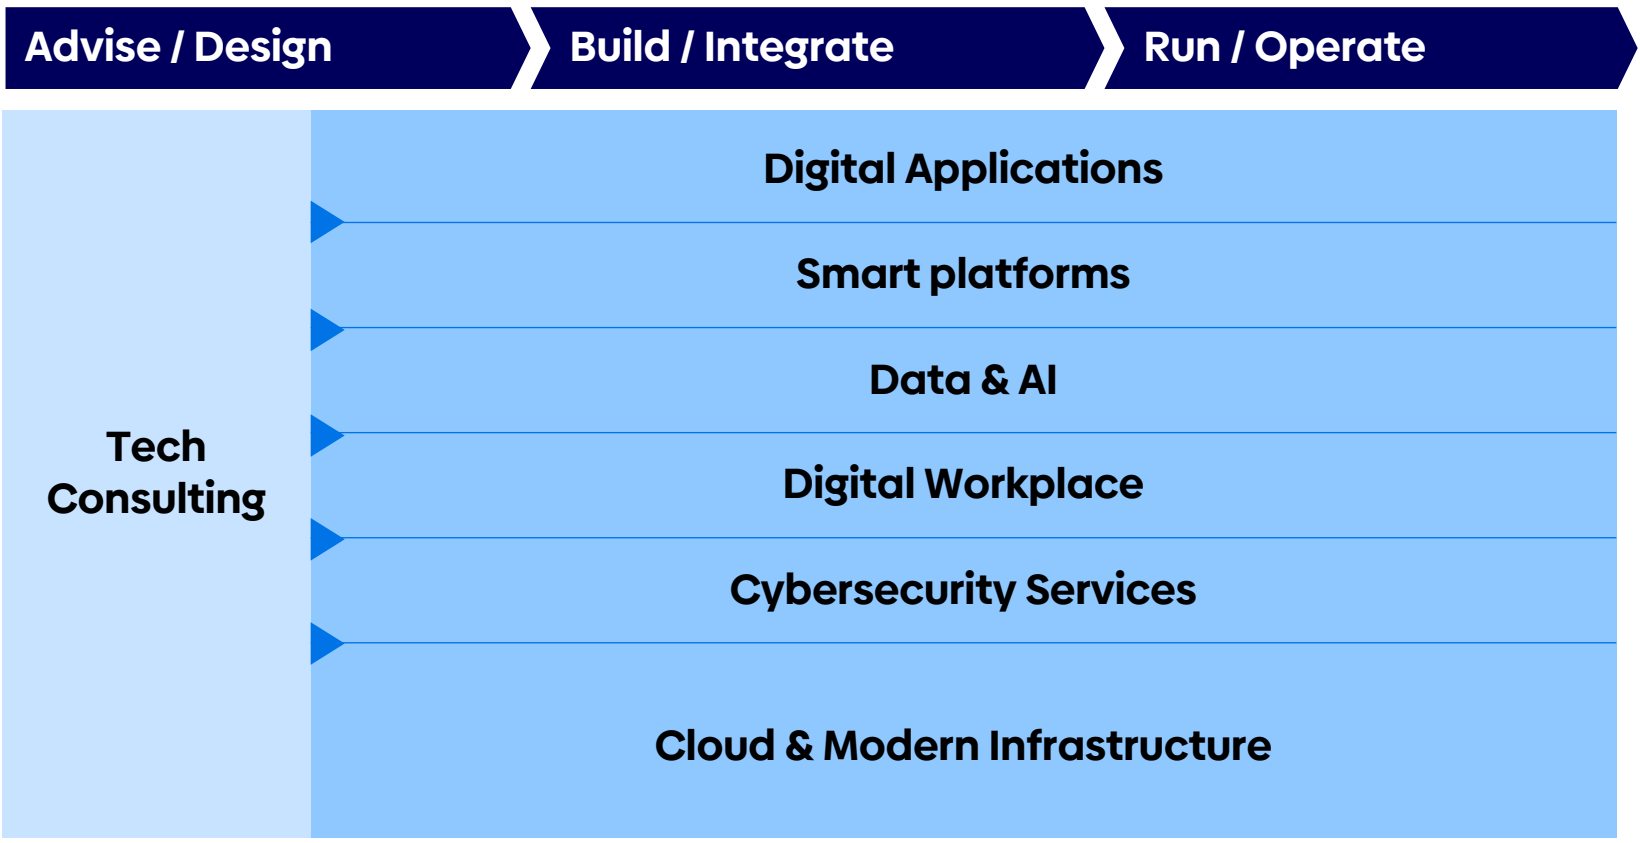 Advise / Design
Build / Integrate
Run / Operate
Digital Applications
Smart platforms
Data & AI
Tech
Consulting
Digital Workplace
Cybersecurity Services
Cloud & Modern Infrastructure